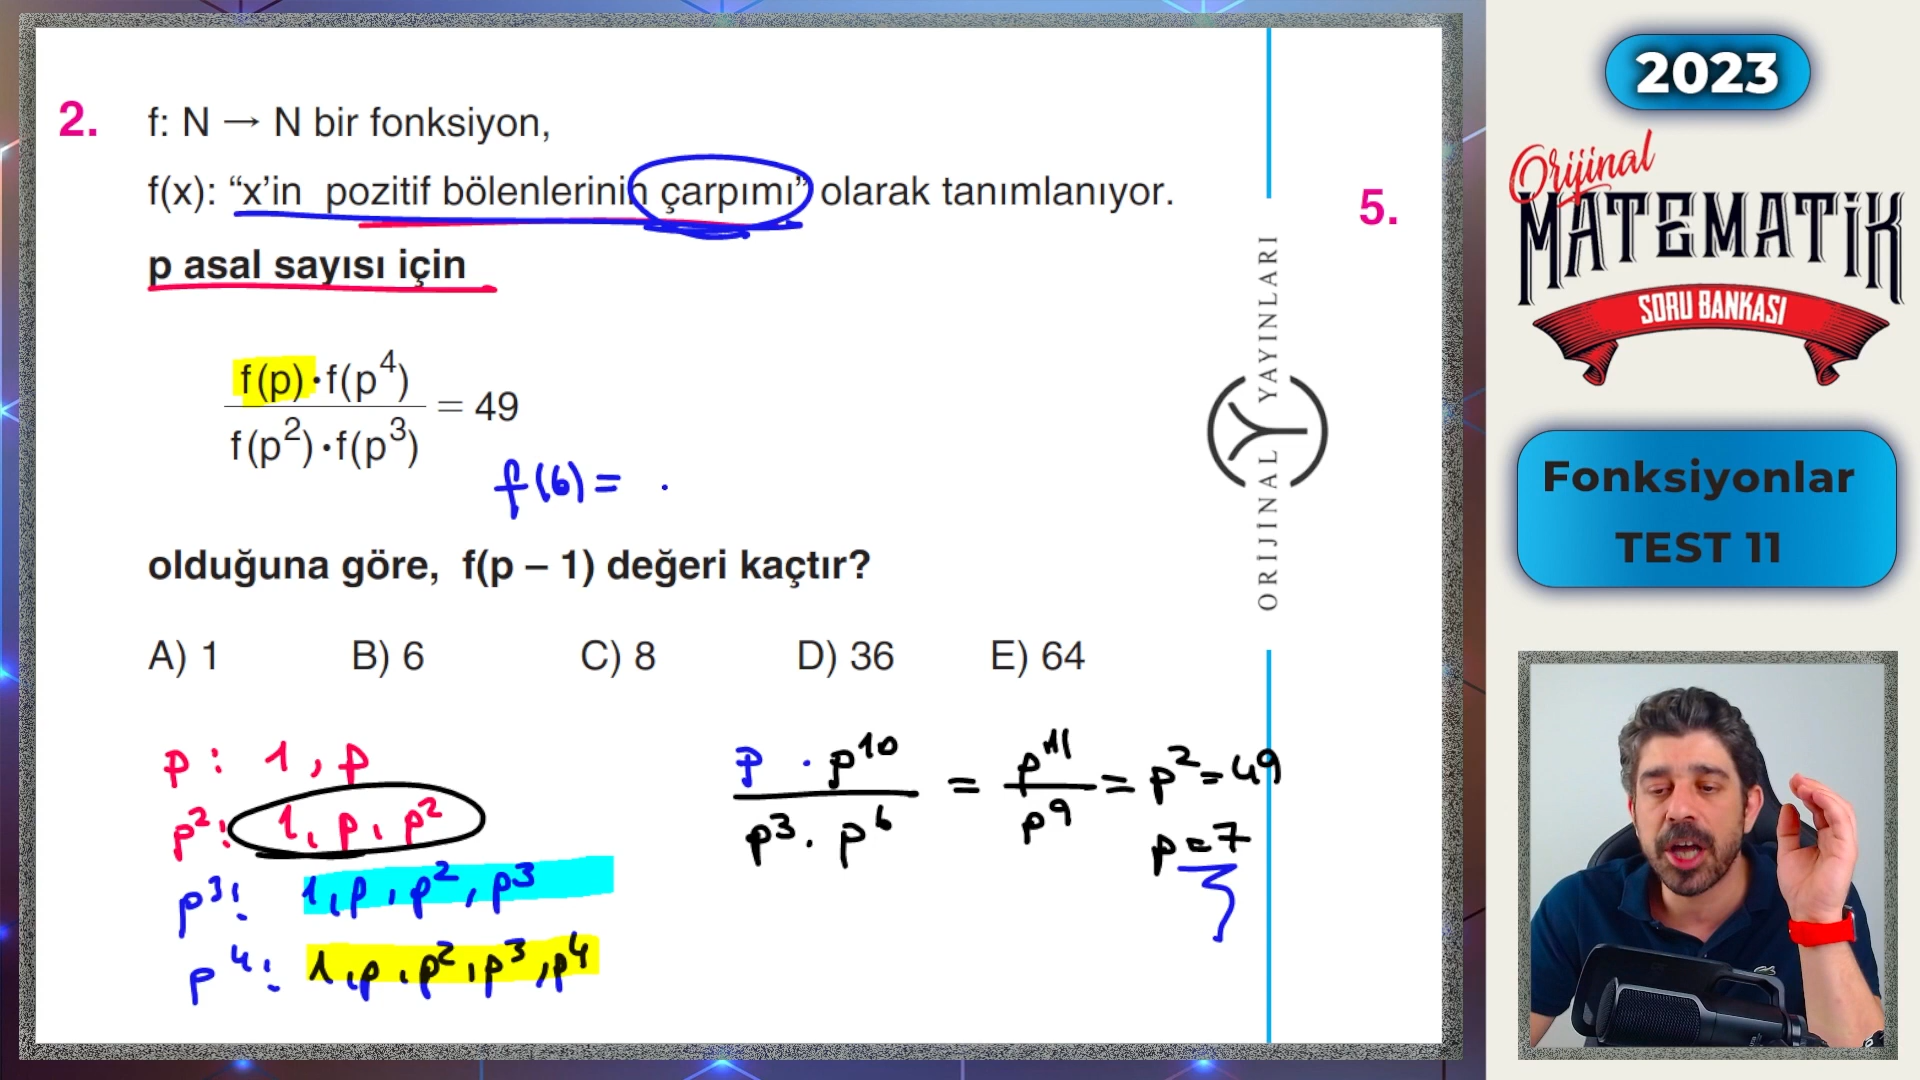 2. f: N → N bir fonksiyon,
f(x): “x’in pozitif bölenlerinin çarpımı” olarak tanımlanıyor.
p asal sayısı için
f(p)·f(p⁴)
= 49
f(p²)·f(p³)
f(6) = .
olduğuna göre, f(p – 1) değeri kaçtır?
A) 1 B) 6 C) 8 D) 36 E) 64
p: 1, p
p²: 1, p, p²
p³: 1, p, p², p³
p⁴: 1, p, p², p³, p⁴
p · p¹⁰ = p¹¹ = p² = 49
p³ . p⁶ p⁹
p = 7
ORİJİNAL YAYINLARI
5.
2023
Orijinal
MATEMATİK
SORU BANKASI
Fonksiyonlar
TEST 11